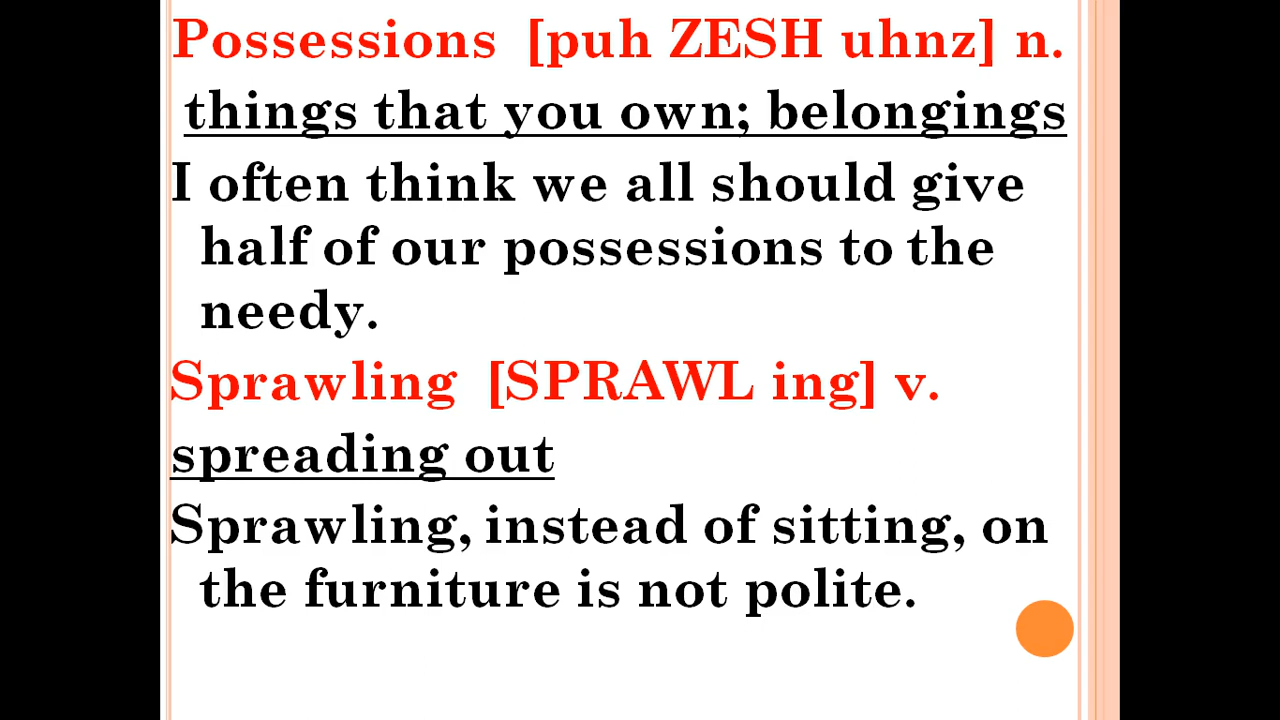 Possessions [puh ZESH uhnz] n.
things that you own; belongings
I often think we all should give
half of our possessions to the
needy.
Sprawling [SPRAWL ing] v.
spreading out
Sprawling, instead of sitting, on
the furniture is not polite.